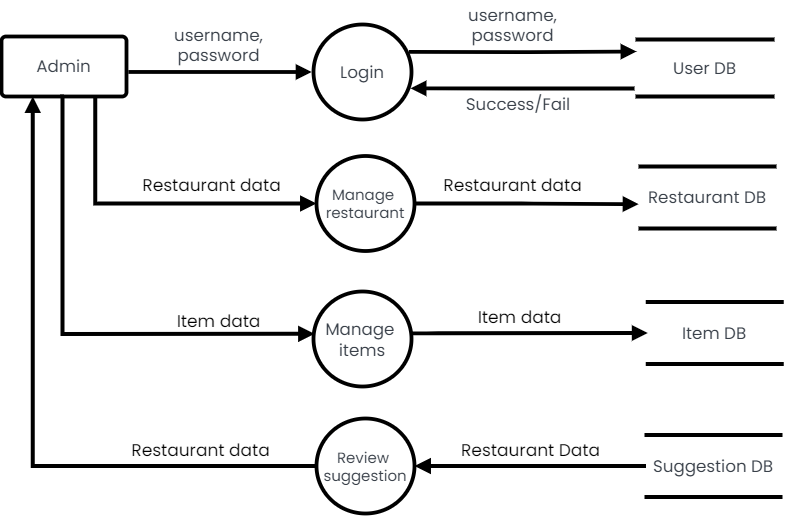 username,
password
Admin
Login
username,
password
User DB
Success/Fail
Restaurant data
Manage
restaurant
Restaurant data
Restaurant DB
Item data
Manage
items
Item data
Item DB
Restaurant data
Review
suggestion
Restaurant Data
Suggestion DB